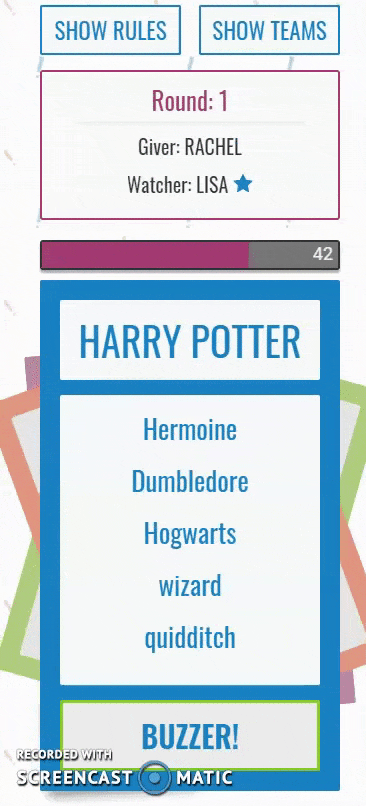 SHOW RULES
SHOW TEAMS
Round: 1
Giver: RACHEL
Watcher: LISA
42
HARRY POTTER
Hermoine
Dumbledore
Hogwarts
wizard
quidditch
BUZZER!
RECORDED WITH
SCREENCAST MATIC